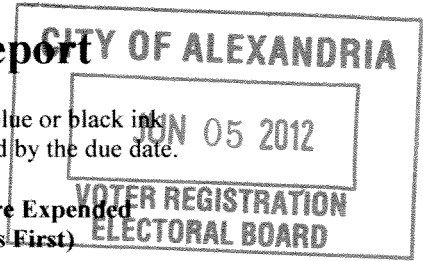 port
CITY OF ALEXANDRIA
lue or black ink
JUN 05 2012
d by the due date.
VOTER REGISTRATION
re Expended
ELECTORAL BOARD
s First)